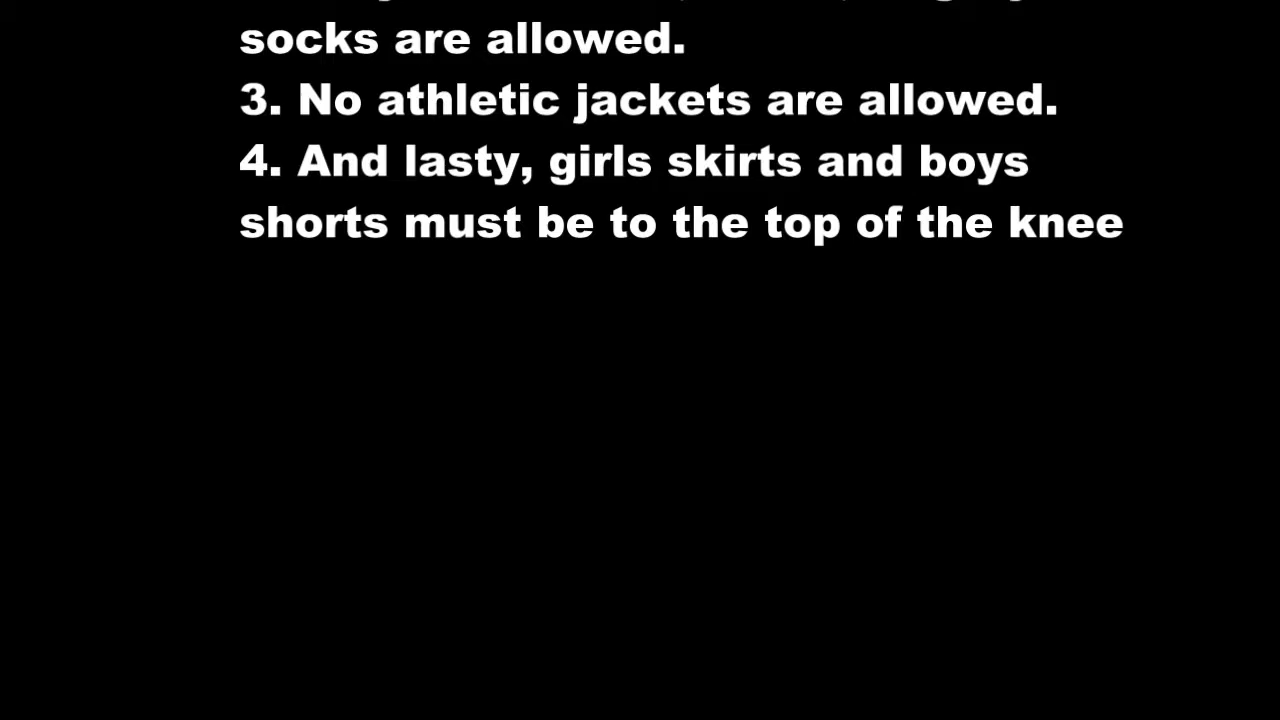 socks are allowed.
3. No athletic jackets are allowed.
4. And lasty, girls skirts and boys
shorts must be to the top of the knee